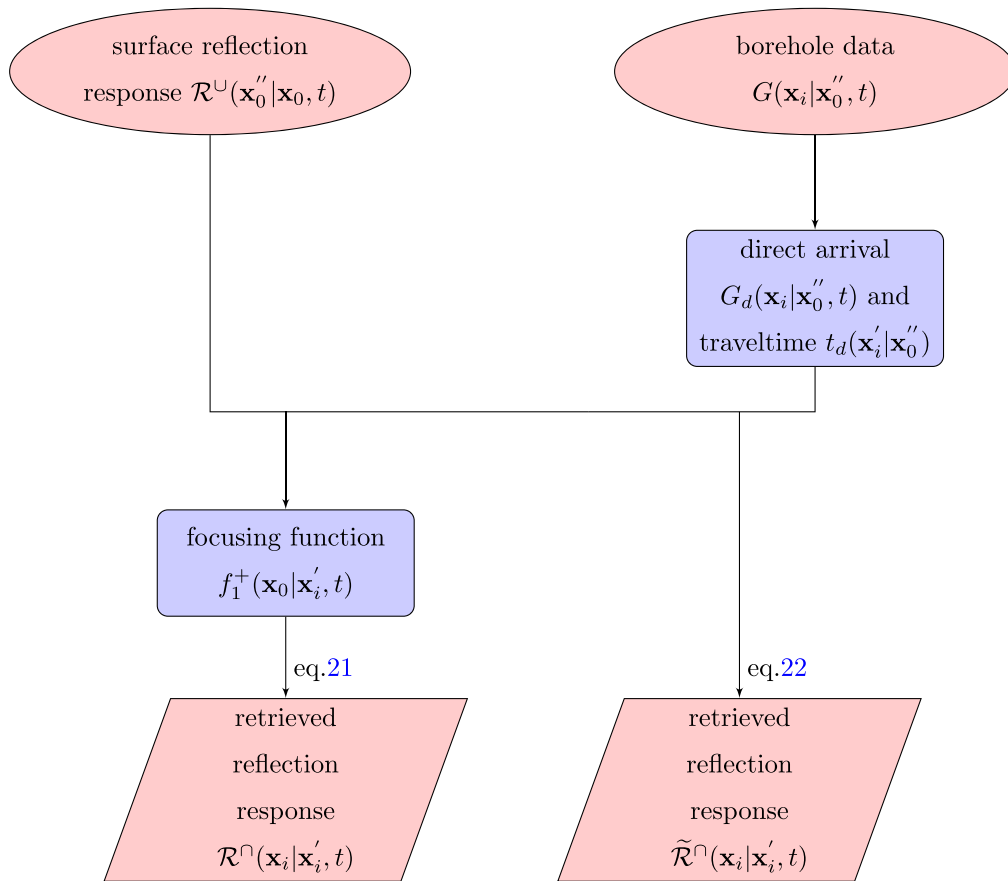 surface reflection
response $\mathcal{R}^{\cup}(\mathbf{x}_0^{''}|\mathbf{x}_0, t)$
borehole data
$G(\mathbf{x}_i|\mathbf{x}_0^{''}, t)$
direct arrival
$G_d(\mathbf{x}_i|\mathbf{x}_0^{''}, t)$ and
traveltime $t_d(\mathbf{x}_i^{'}|\mathbf{x}_0^{''})$
focusing function
$f_1^{+}(\mathbf{x}_0|\mathbf{x}_i^{'}, t)$
eq.21
eq.22
retrieved
reflection
response
$\mathcal{R}^{\cap}(\mathbf{x}_i|\mathbf{x}_i^{'}, t)$
retrieved
reflection
response
$\widetilde{\mathcal{R}}^{\cap}(\mathbf{x}_i|\mathbf{x}_i^{'}, t)$